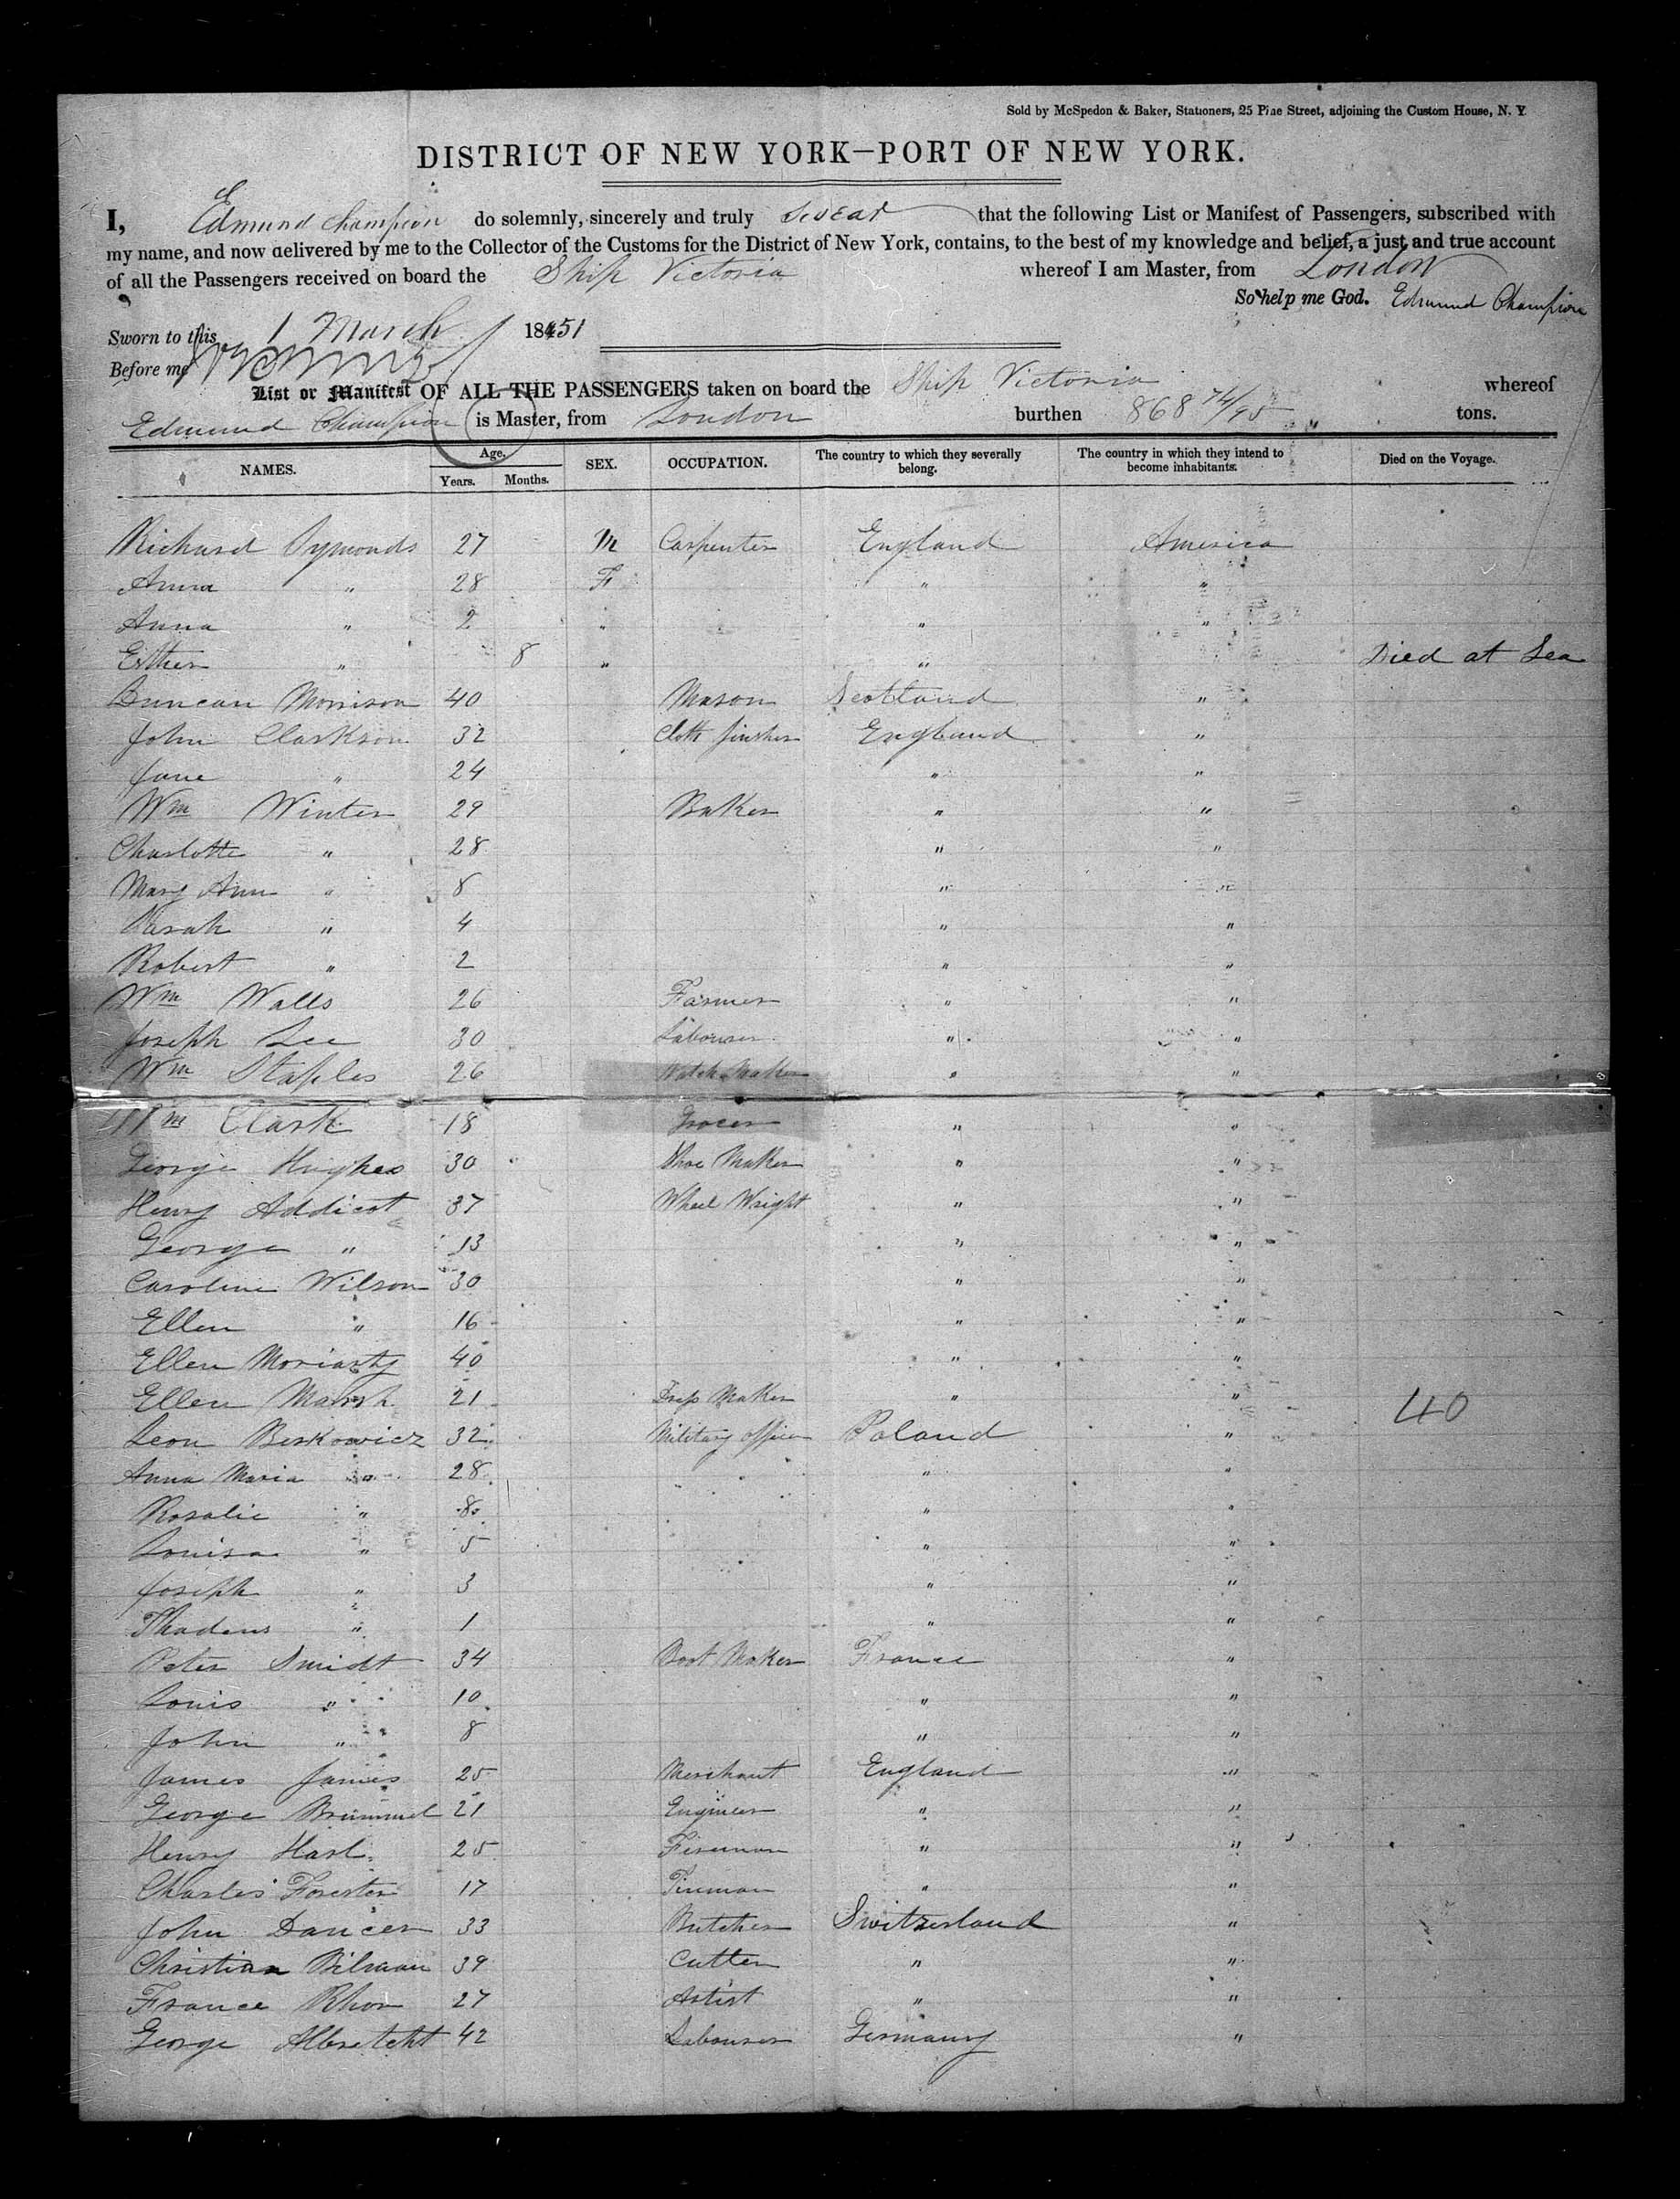 Sold by McSpedon & Baker, Stationers, 25 Pine Street, adjoining the Custom House, N. Y.
DISTRICT OF NEW YORK—PORT OF NEW YORK.
I, Edmund Champion do solemnly, sincerely and truly swear that the following List or Manifest of Passengers, subscribed with
my name, and now delivered by me to the Collector of the Customs for the District of New York, contains, to the best of my knowledge and belief, a just and true account
of all the Passengers received on board the Ship Victoria whereof I am Master, from London
So help me God. Edmund Champion
Sworn to this 1 March 1851
Before me
List or Manifest OF ALL THE PASSENGERS taken on board the Ship Victoria whereof
Edmund Champion is Master, from London burthen 868 74/95 tons.
NAMES. Age. Years. Months. SEX. OCCUPATION. The country to which they severally belong. The country in which they intend to become inhabitants. Died on the Voyage.
Richard Symonds 27 M Carpenter England America
Anna " 28 F " "
Anna " 2 " " "
Esther " 8 " " Died at Sea
Duncan Morrison 40 Mason Scotland "
John Clarkson 32 Cloth finisher England "
Jane " 24 " "
Wm Winter 29 Baker " "
Charlotte " 28 " "
Mary Ann " 8 " "
Sarah " 4 " "
Robert " 2 " "
Wm Walls 26 Farmer " "
Joseph Lee 30 Labourer " "
Wm Staples 26 Watch Maker " "
Wm Clark 18 Grocer " "
George Hughes 30 Shoe Maker " "
Henry Addicot 37 Wheel Wright " "
George " 13 " "
Caroline Wilson 30 " "
Ellen " 16 " "
Ellen Moriarty 40 " "
Ellen Marsh 21 Maker " " 40
Leon Beskowicz 32 Military officer Poland "
Anna Maria " 28 " "
Rosalie " 8 " "
Louisa " 5 " "
Joseph " 3 " "
Thadeus " 1 " "
Peter Smidt 34 Boot Maker France "
Louis " 10 " "
John " 8 " "
James James 25 Merchant England "
George Brummel 21 Engineer " "
Henry Harl 25 Fireman " "
Charles Forester 17 " "
John Dancer 33 Butcher Switzerland "
Christian 39 Cutler " "
France Rhon 27 Artist " "
George Albretcht 42 Labourer Germany "